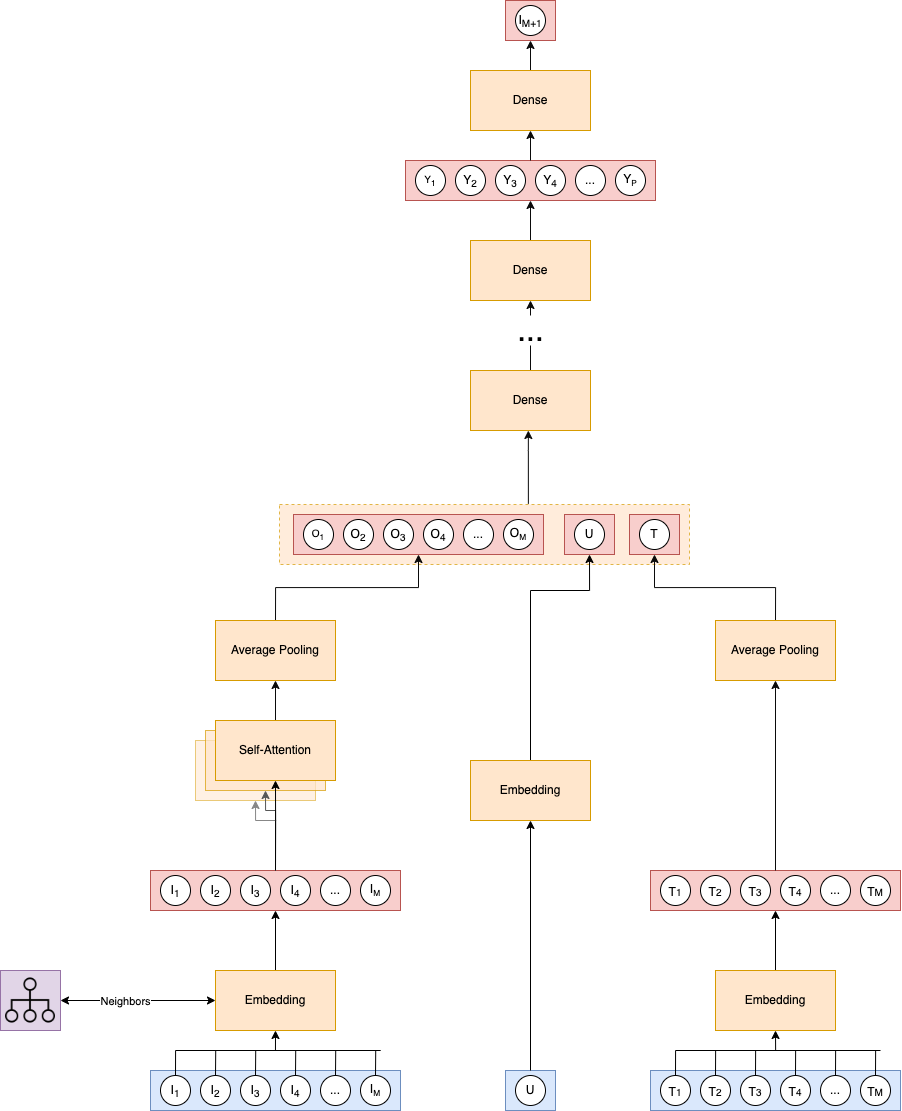 I M+1
Dense
Y1 Y2 Y3 Y4 ... YP
Dense
...
Dense
O1 O2 O3 O4 ... OM U T
Average Pooling Average Pooling
Self-Attention
Embedding
I1 I2 I3 I4 ... IM T1 T2 T3 T4 ... TM
Neighbors Embedding Embedding
I1 I2 I3 I4 ... IM U T1 T2 T3 T4 ... TM